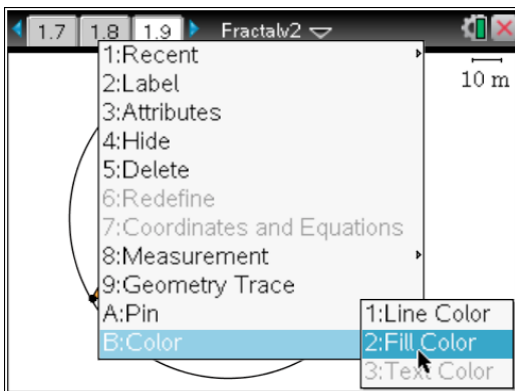 1.7 1.8 1.9 Fractalv2
10 m
1:Recent
2:Label
3:Attributes
4:Hide
5:Delete
6:Redefine
7:Coordinates and Equations
8:Measurement
9:Geometry Trace
A:Pin
B:Color
1:Line Color
2:Fill Color
3:Text Color